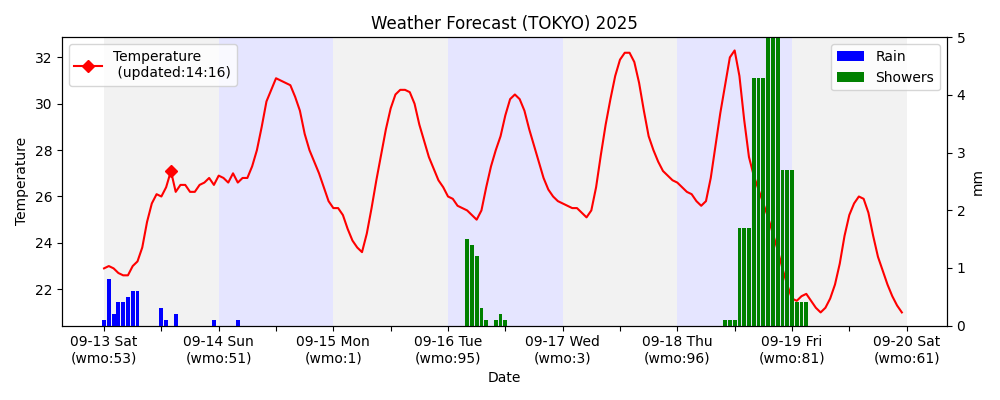 Weather Forecast (TOKYO) 2025
Temperature
(updated:14:16)
Rain
Showers
Temperature
32
30
28
26
24
22
mm
5
4
3
2
1
0
09-13 Sat
(wmo:53)
09-14 Sun
(wmo:51)
09-15 Mon
(wmo:0)
09-16 Tue
(wmo:95)
09-17 Wed
(wmo:3)
09-18 Thu
(wmo:96)
09-19 Fri
(wmo:81)
09-20 Sat
(wmo:61)
Date